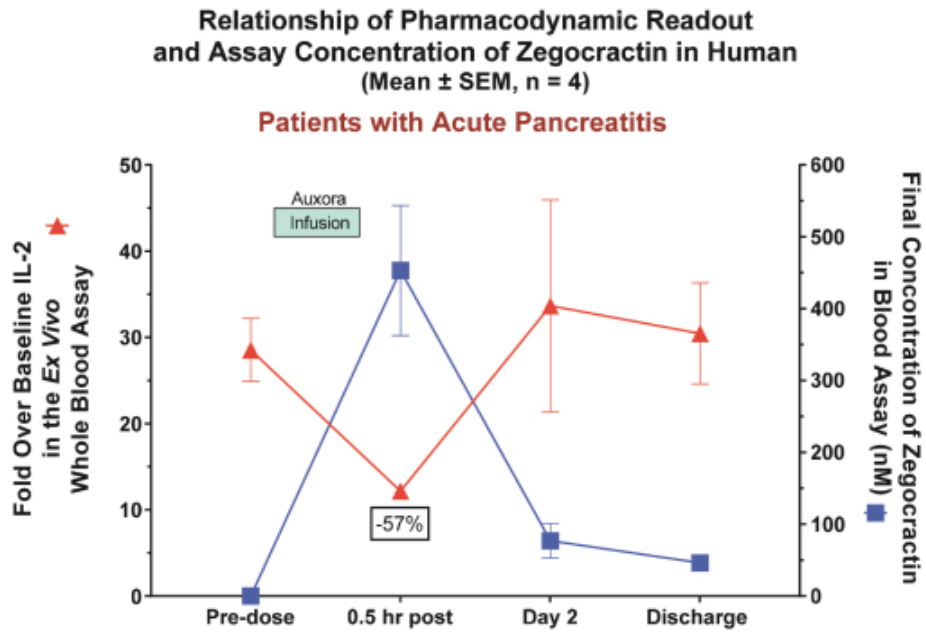 Relationship of Pharmacodynamic Readout
and Assay Concentration of Zegocractin in Human
(Mean ± SEM, n = 4)
Patients with Acute Pancreatitis
Fold Over Baseline IL-2
in the Ex Vivo
Whole Blood Assay
50
40
30
20
10
0
Auxora
Infusion
-57%
600
500
400
300
200
100
0
Final Concontration of Zegocractin
in Blood Assay (nM)
Pre-dose
0.5 hr post
Day 2
Discharge